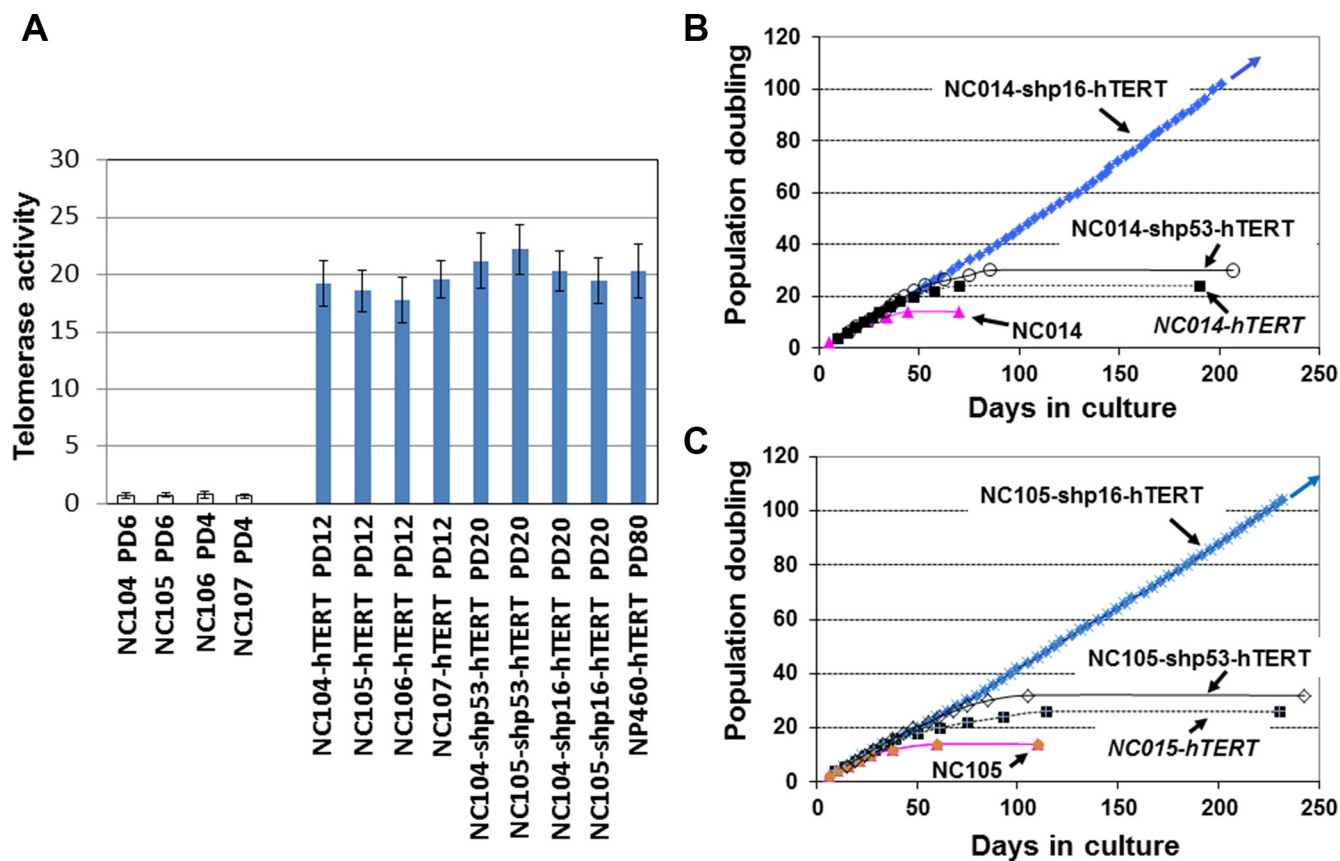 A
Telomerase activity
30
25
20
15
10
5
0
NC104 PD6
NC105 PD6
NC106 PD4
NC107 PD4
NC104-hTERT PD12
NC105-hTERT PD12
NC106-hTERT PD12
NC107-hTERT PD12
NC104-shp53-hTERT PD20
NC105-shp53-hTERT PD20
NC104-shp16-hTERT PD20
NC105-shp16-hTERT PD20
NP460-hTERT PD80
B
Population doubling
120
100
80
60
40
20
0
NC014-shp16-hTERT
NC014-shp53-hTERT
NC014-hTERT
NC014
0 50 100 150 200 250
Days in culture
C
Population doubling
120
100
80
60
40
20
0
NC105-shp16-hTERT
NC105-shp53-hTERT
NC015-hTERT
NC105
0 50 100 150 200 250
Days in culture